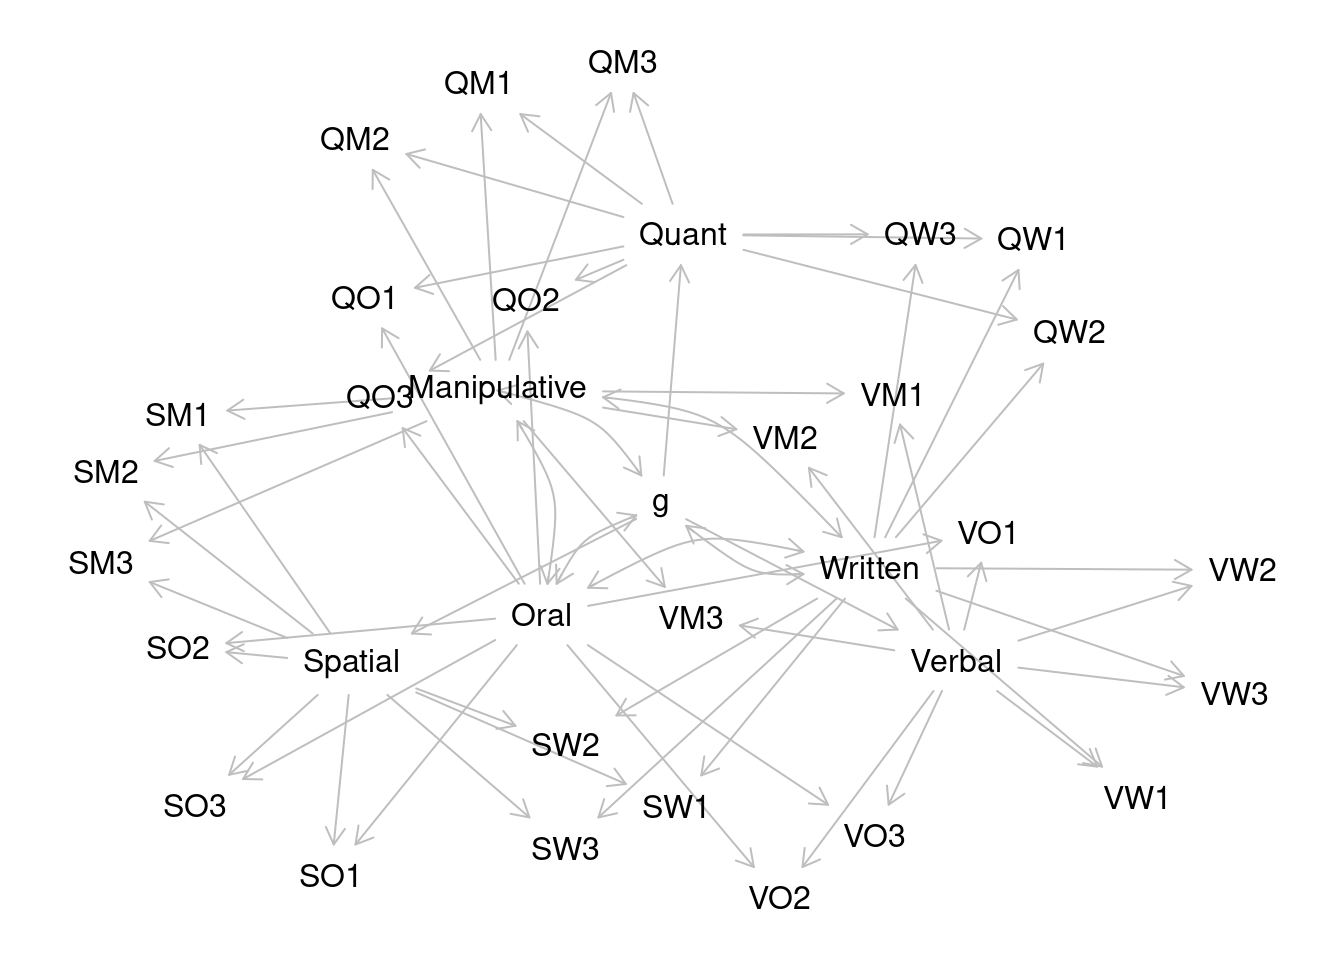 QM3
QM1
QM2
Quant
QW3
QW1
QO1
QO2
QW2
Manipulative
QO3
VM1
SM1
VM2
SM2
g
VO1
SM3
Written
VW2
Oral
VM3
SO2
Spatial
Verbal
VW3
SW2
VW1
SO3
SW1
VO3
SW3
SO1
VO2